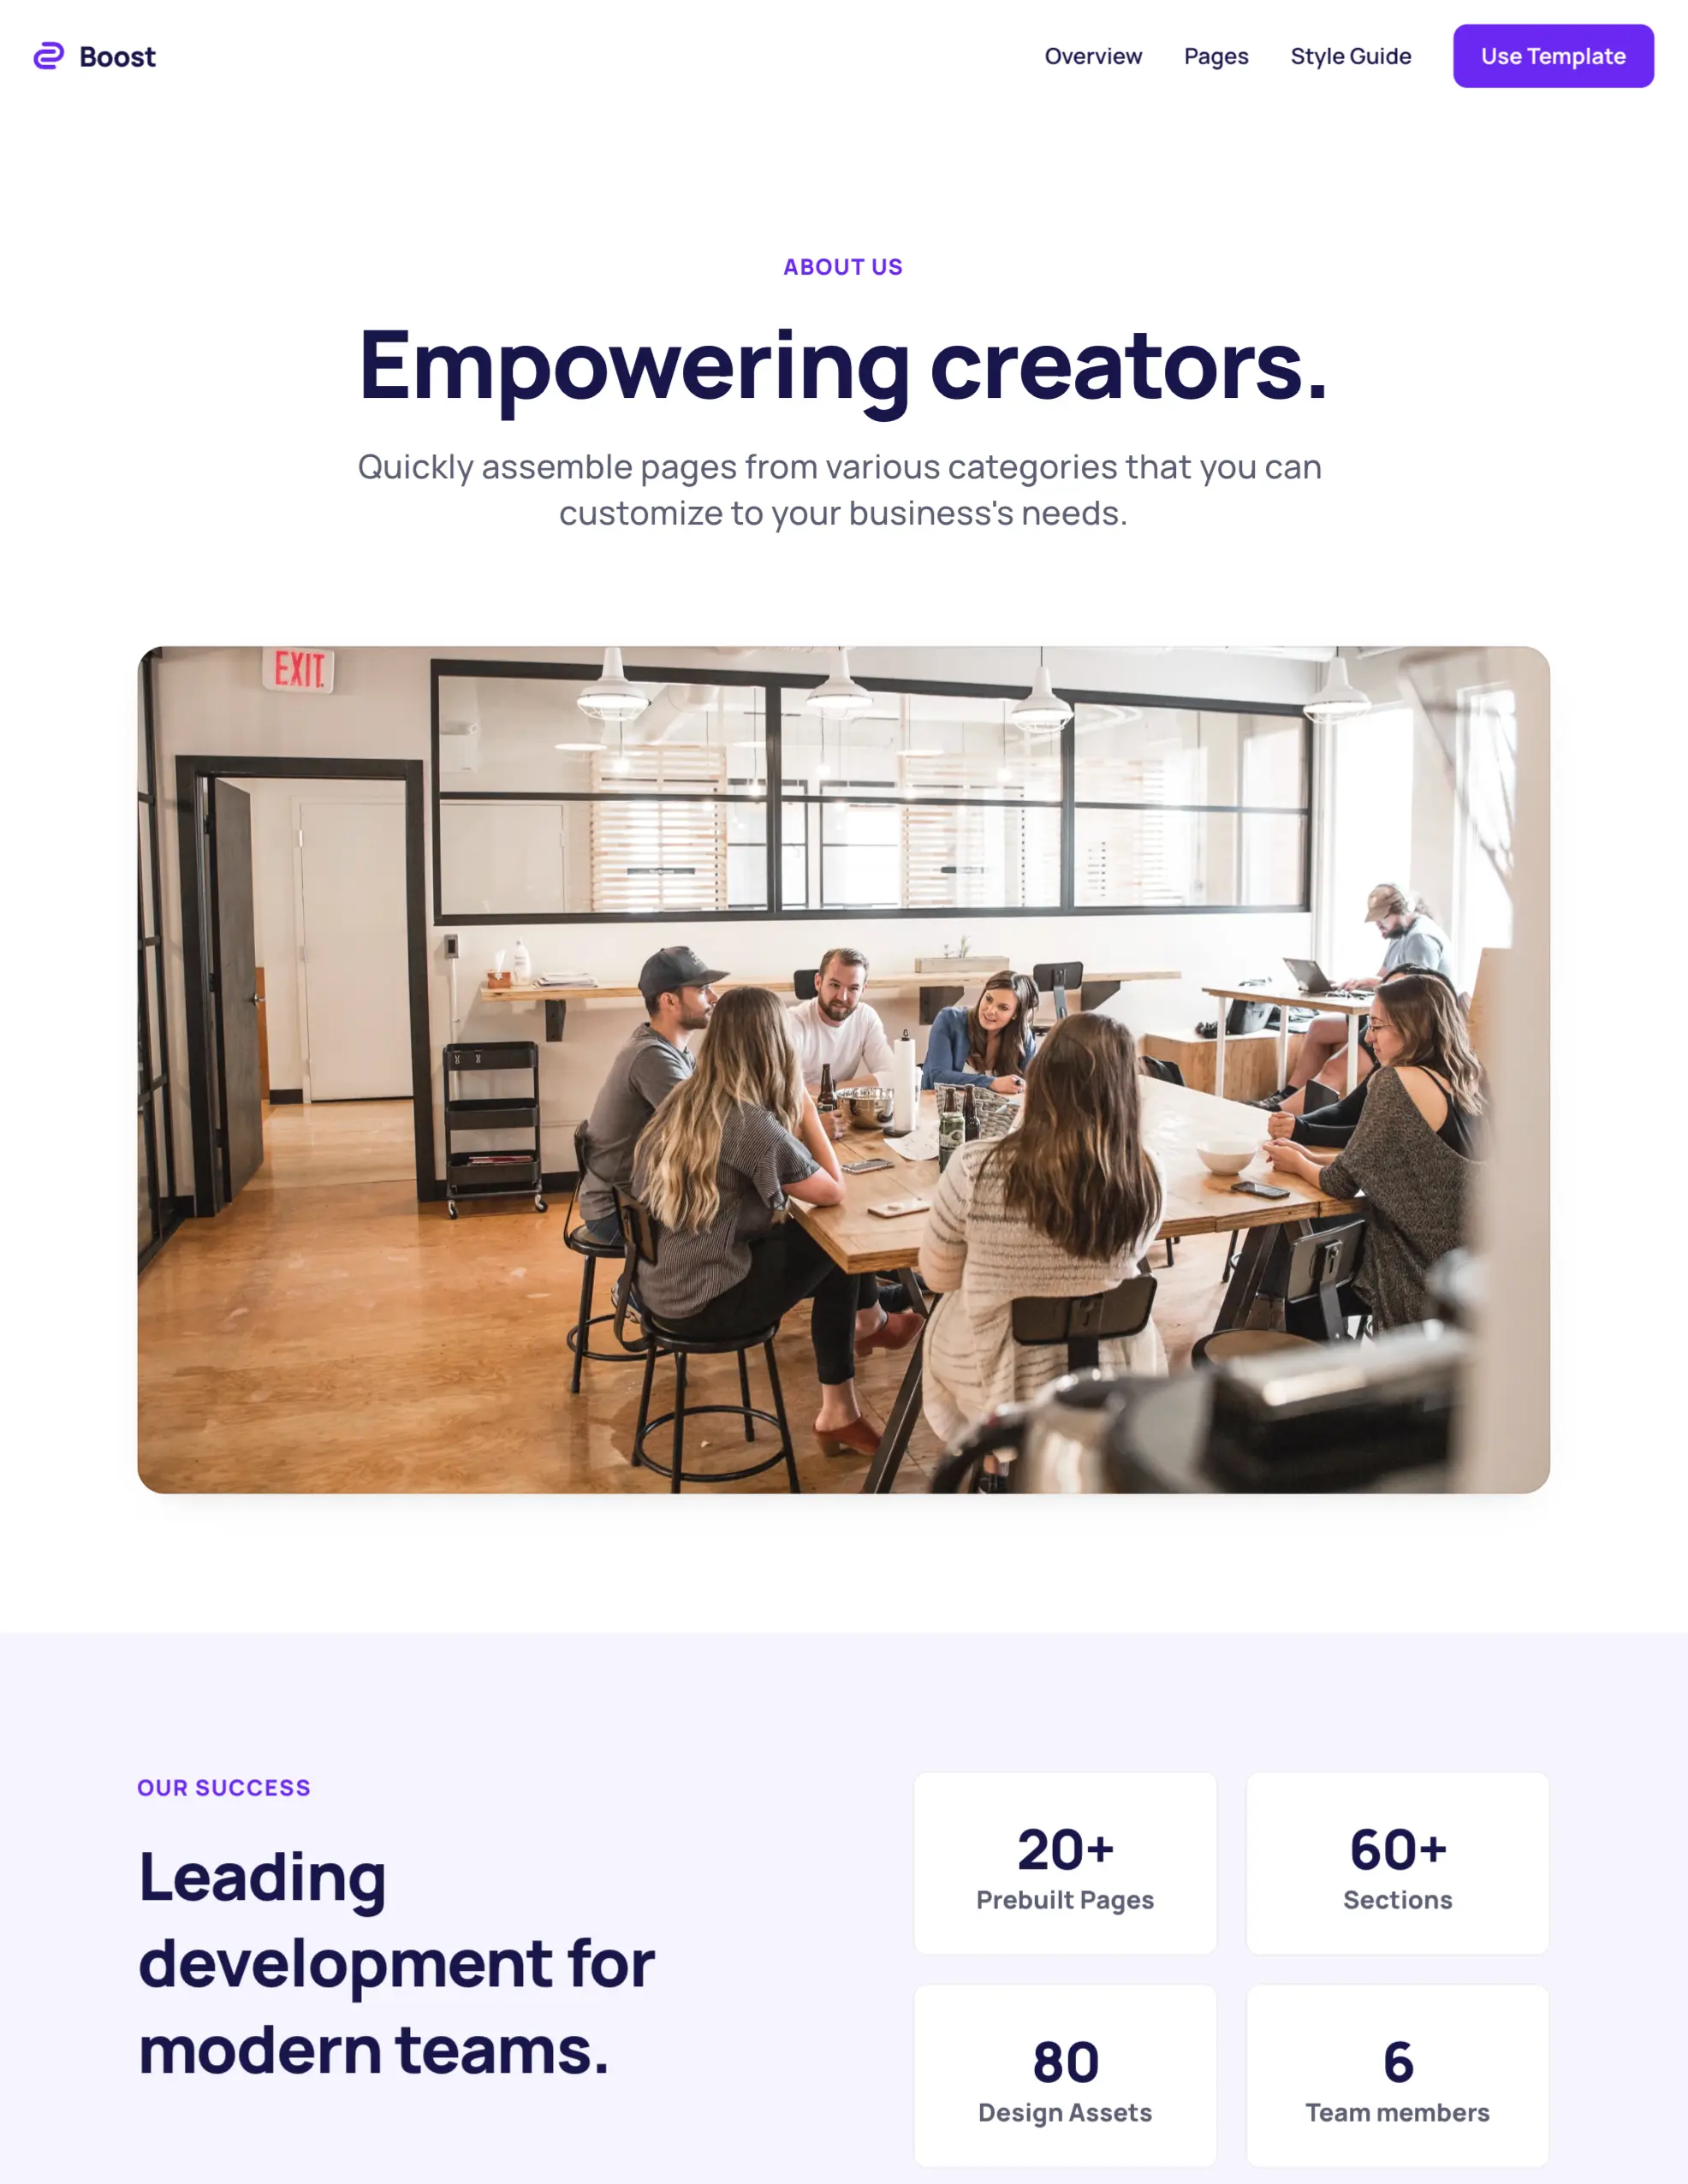 Boost
Overview
Pages
Style Guide
Use Template
ABOUT US
Empowering creators.
Quickly assemble pages from various categories that you can
customize to your business's needs.
EXIT
OUR SUCCESS
Leading
development for
modern teams.
20+
Prebuilt Pages
60+
Sections
80
Design Assets
6
Team members